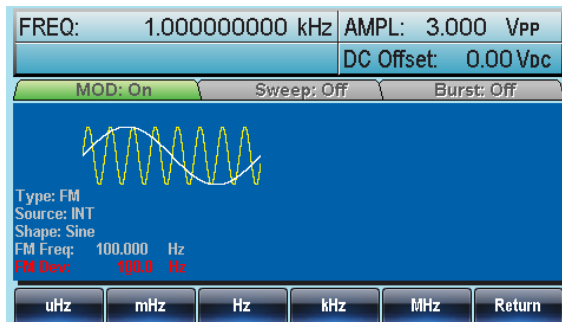 FREQ: 1.000000000 kHz AMPL: 3.000 VPP
DC Offset: 0.00 VDC
MOD: On Sweep: Off Burst: Off
Type: FM
Source: INT
Shape: Sine
FM Freq: 100.000 Hz
FM Dev: 100.0 Hz
uHz mHz Hz kHz MHz Return